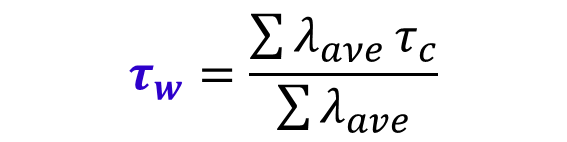 τ_w = (∑ λ_ave τ_c) / (∑ λ_ave)